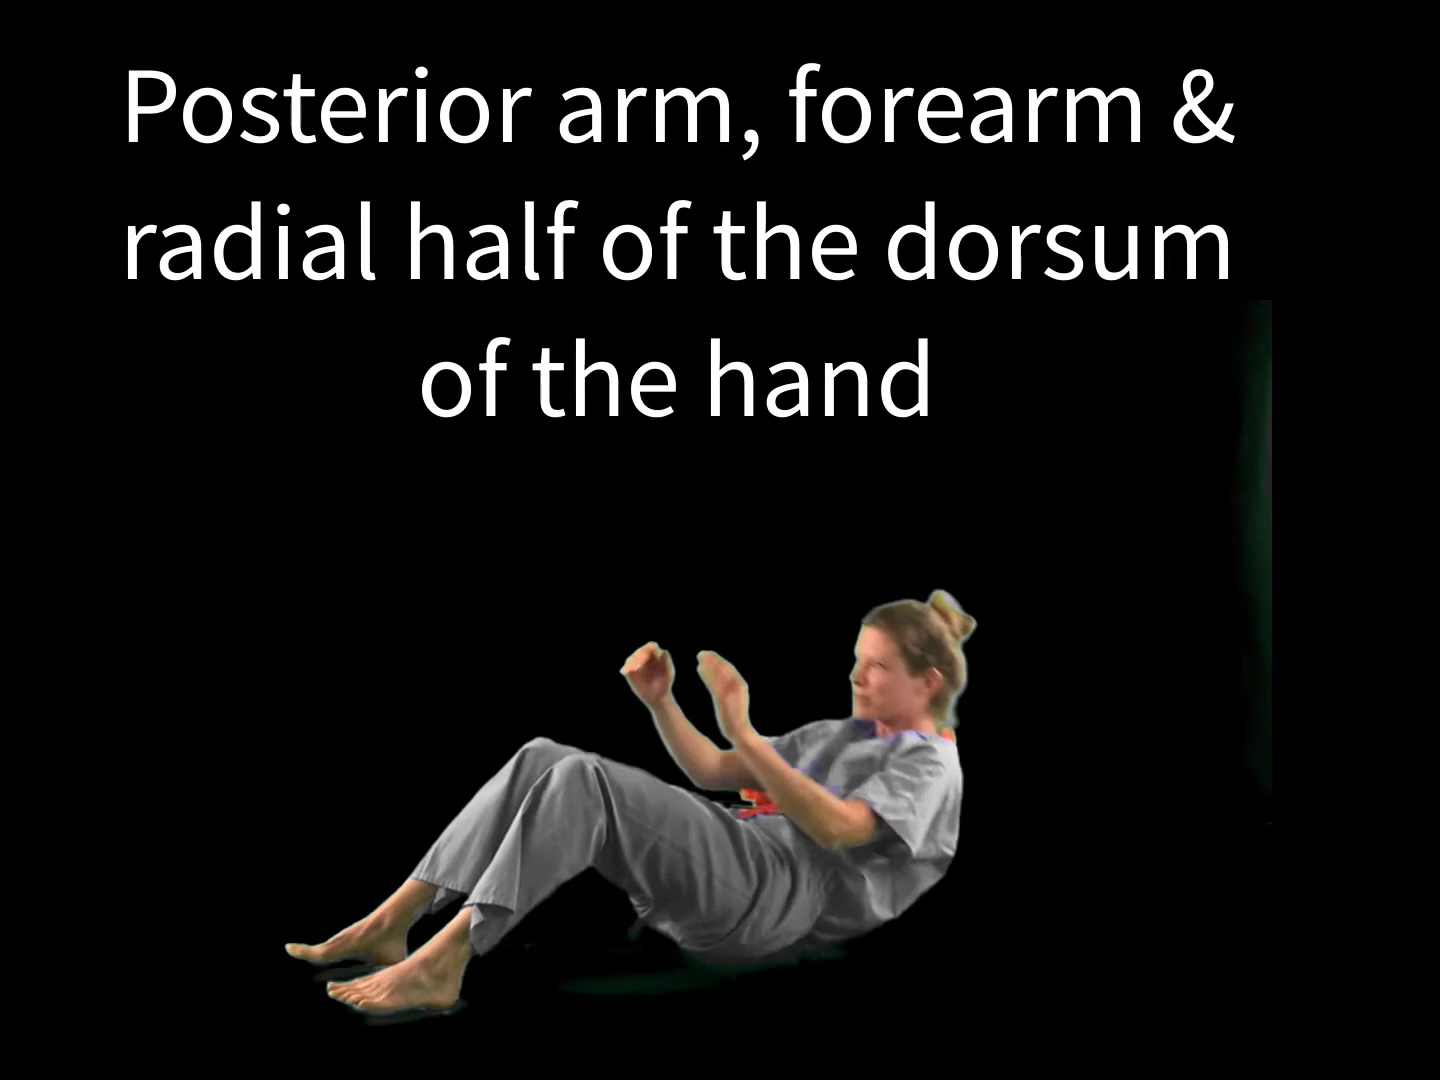 Posterior arm, forearm &
radial half of the dorsum
of the hand